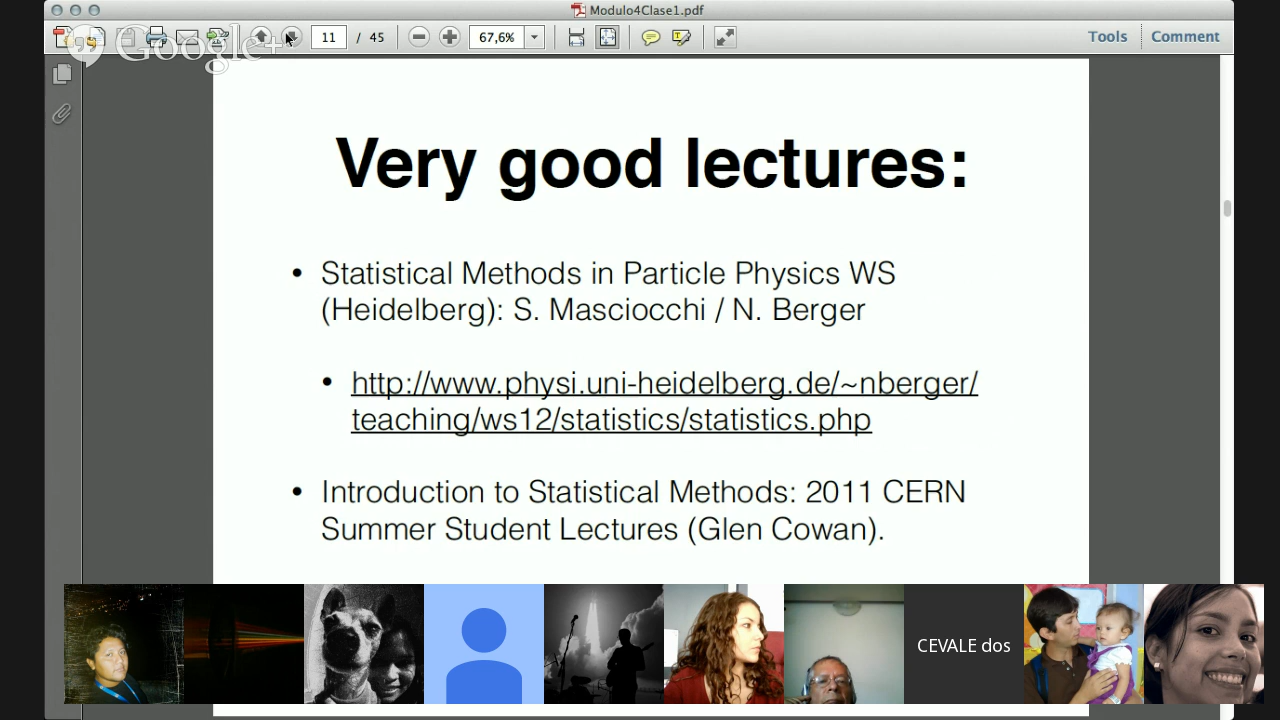 Modulo4Clase1.pdf
Google+
11 / 45
67,6%
Tools
Comment
Very good lectures:
• Statistical Methods in Particle Physics WS
(Heidelberg): S. Masciocchi / N. Berger
• http://www.physi.uni-heidelberg.de/~nberger/
teaching/ws12/statistics/statistics.php
• Introduction to Statistical Methods: 2011 CERN
Summer Student Lectures (Glen Cowan).
CEVALE dos